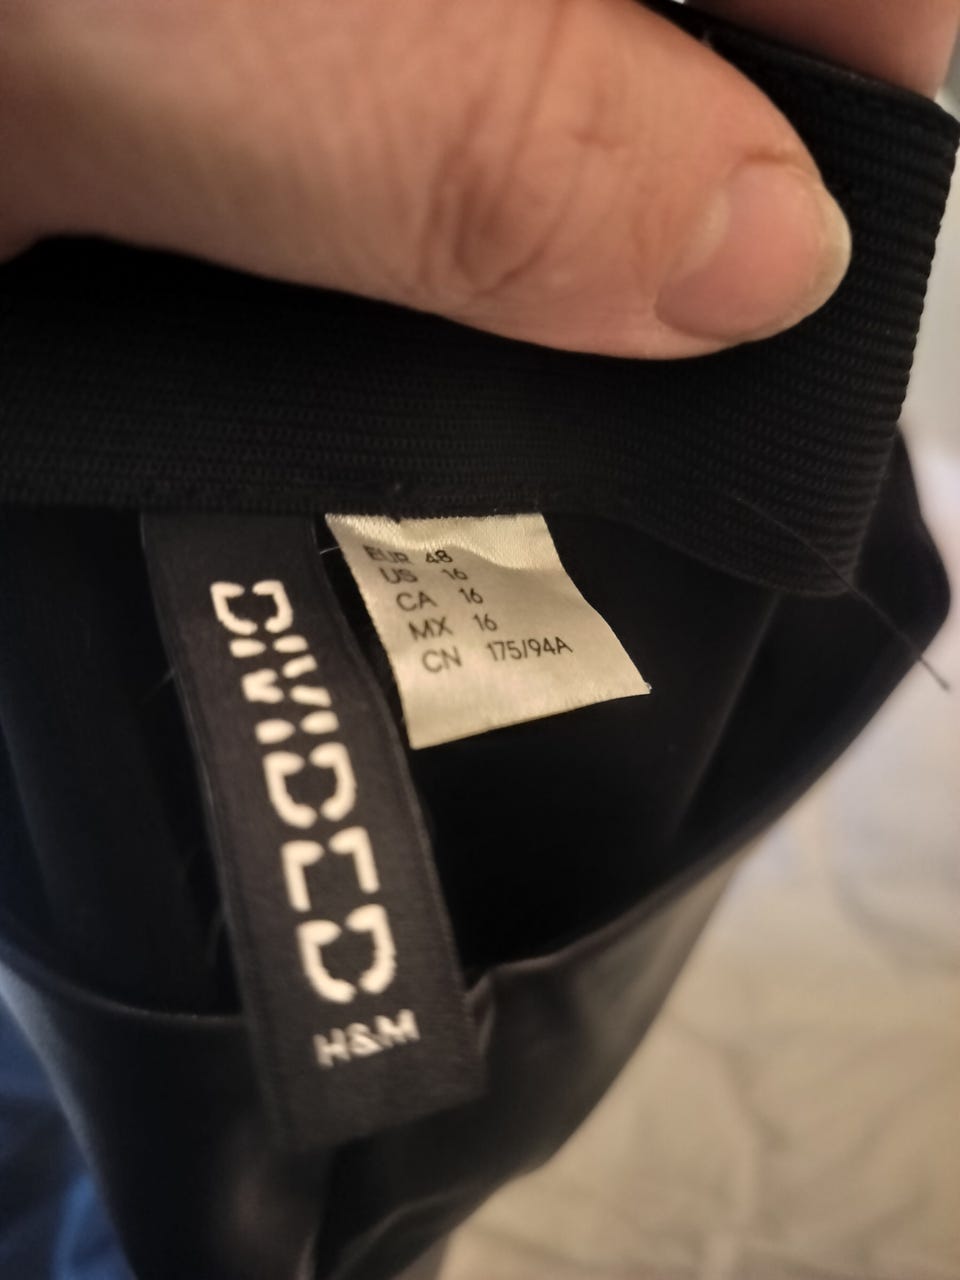 EUR 48
US 16
CA 16
MX 16
CN 175/94A
DIVIDED
H&M